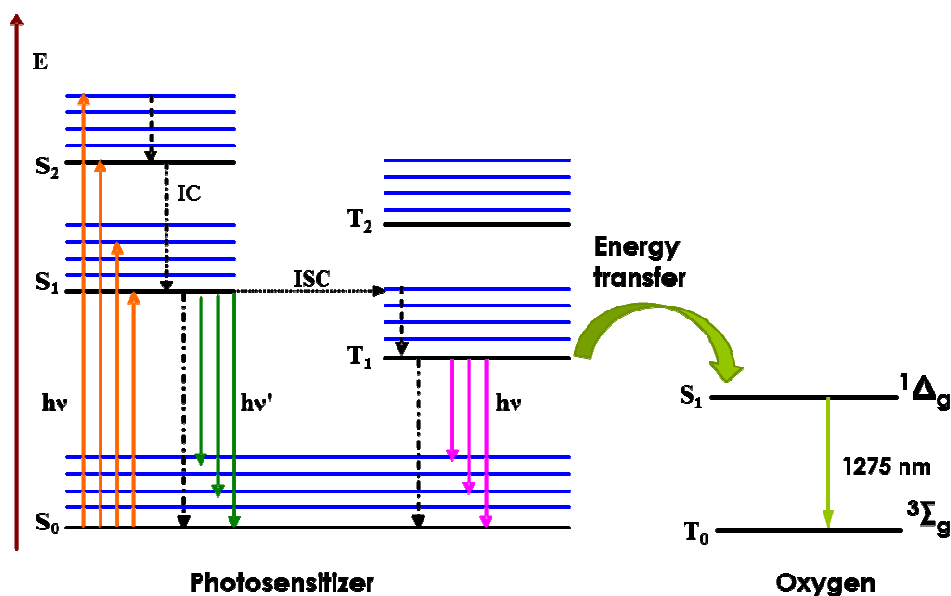 E
S₂
IC
T₂
Energy
transfer
S₁
ISC
T₁
hν
hν'
hν
S₁
¹Δg
1275 nm
S₀
T₀
³Σg
Photosensitizer
Oxygen